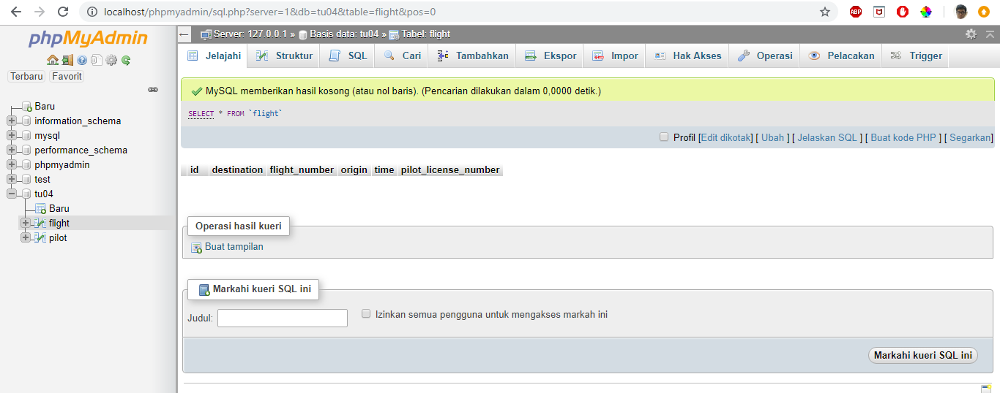 localhost/phpmyadmin/sql.php?server=1&db=tu04&table=flight&pos=0
ABP
phpMyAdmin
Terbaru Favorit
Baru
information_schema
mysql
performance_schema
phpmyadmin
test
tu04
Baru
flight
pilot
Server: 127.0.0.1 » Basis data: tu04 » Tabel: flight
Jelajahi Struktur SQL Cari Tambahkan Ekspor Impor Hak Akses Operasi Pelacakan Trigger
MySQL memberikan hasil kosong (atau nol baris). (Pencarian dilakukan dalam 0,0000 detik.)
SELECT * FROM `flight`
Profil [Edit dikotak] [ Ubah ] [ Jelaskan SQL ] [ Buat kode PHP ] [ Segarkan]
id destination flight_number origin time pilot_license_number
Operasi hasil kueri
Buat tampilan
Markahi kueri SQL ini
Judul: Izinkan semua pengguna untuk mengakses markah ini
Markahi kueri SQL ini